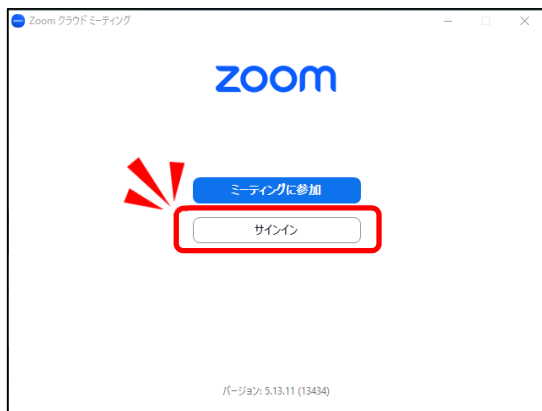 Zoom クラウド ミーティング
zoom
ミーティングに参加
サインイン
バージョン: 5.13.11 (13434)